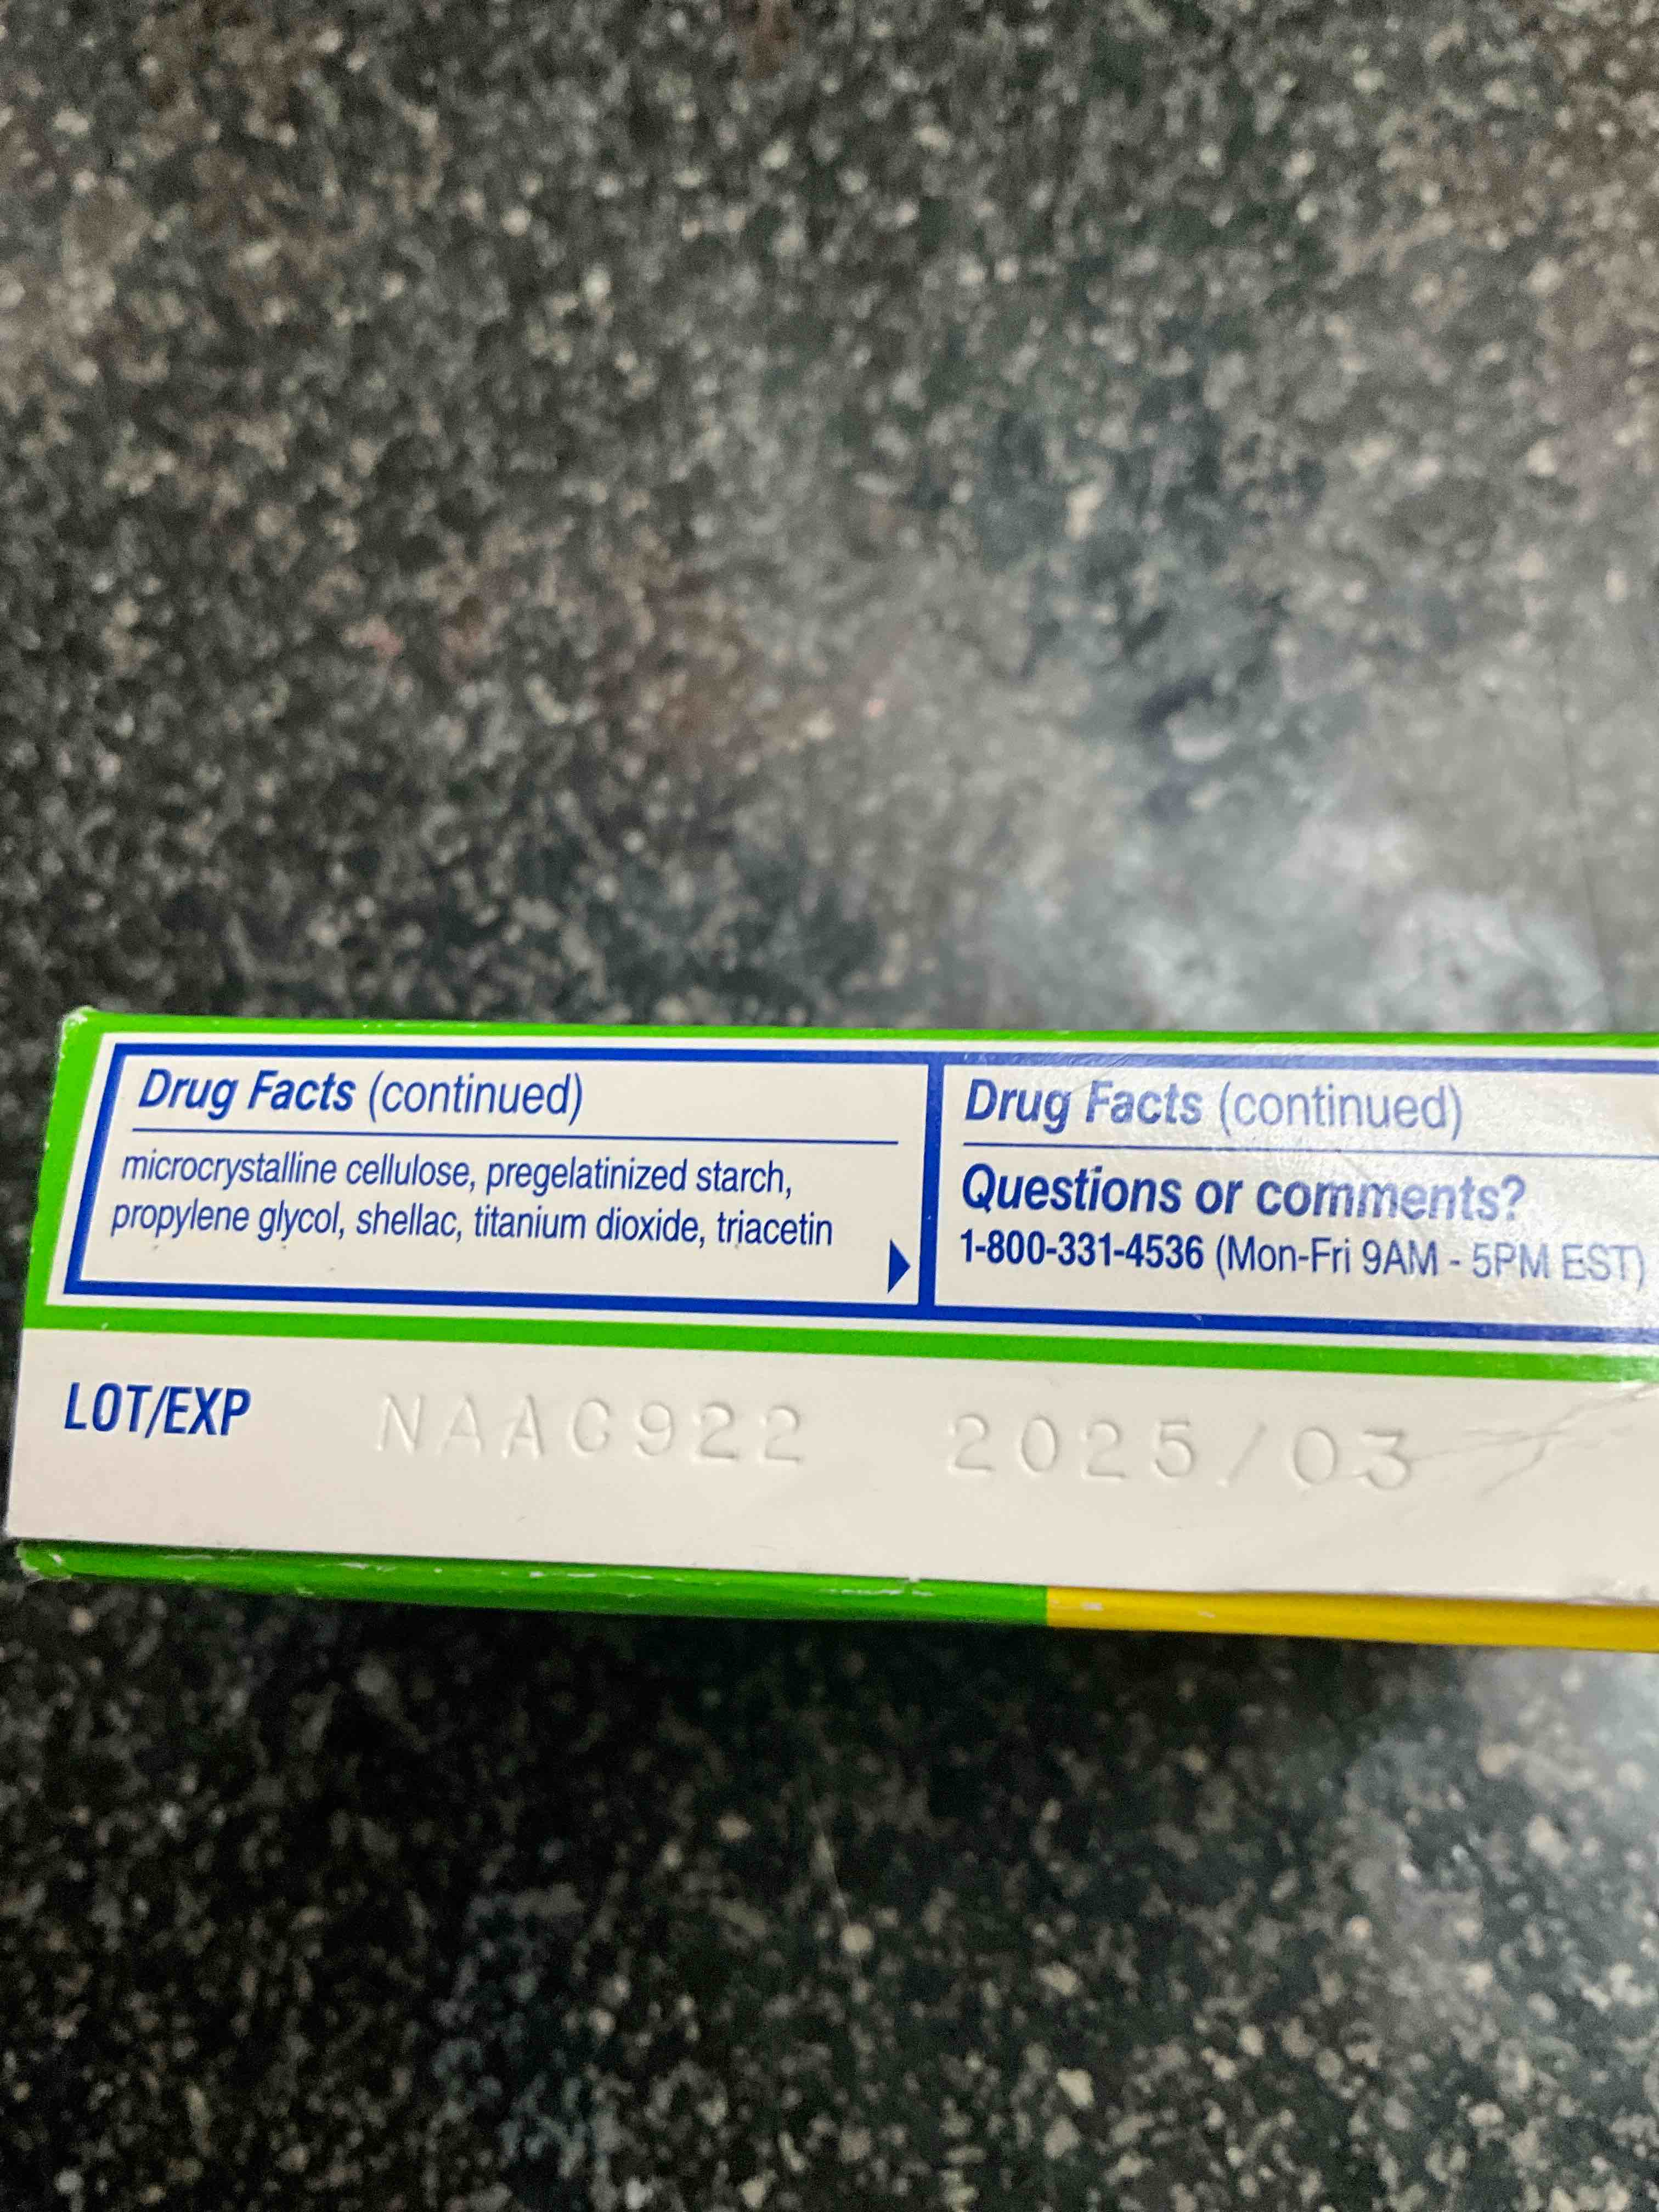 Drug Facts (continued)
microcrystalline cellulose, pregelatinized starch,
propylene glycol, shellac, titanium dioxide, triacetin
Drug Facts (continued)
Questions or comments?
1-800-331-4536 (Mon-Fri 9AM - 5PM EST)
LOT/EXP NAAG922 2025/03